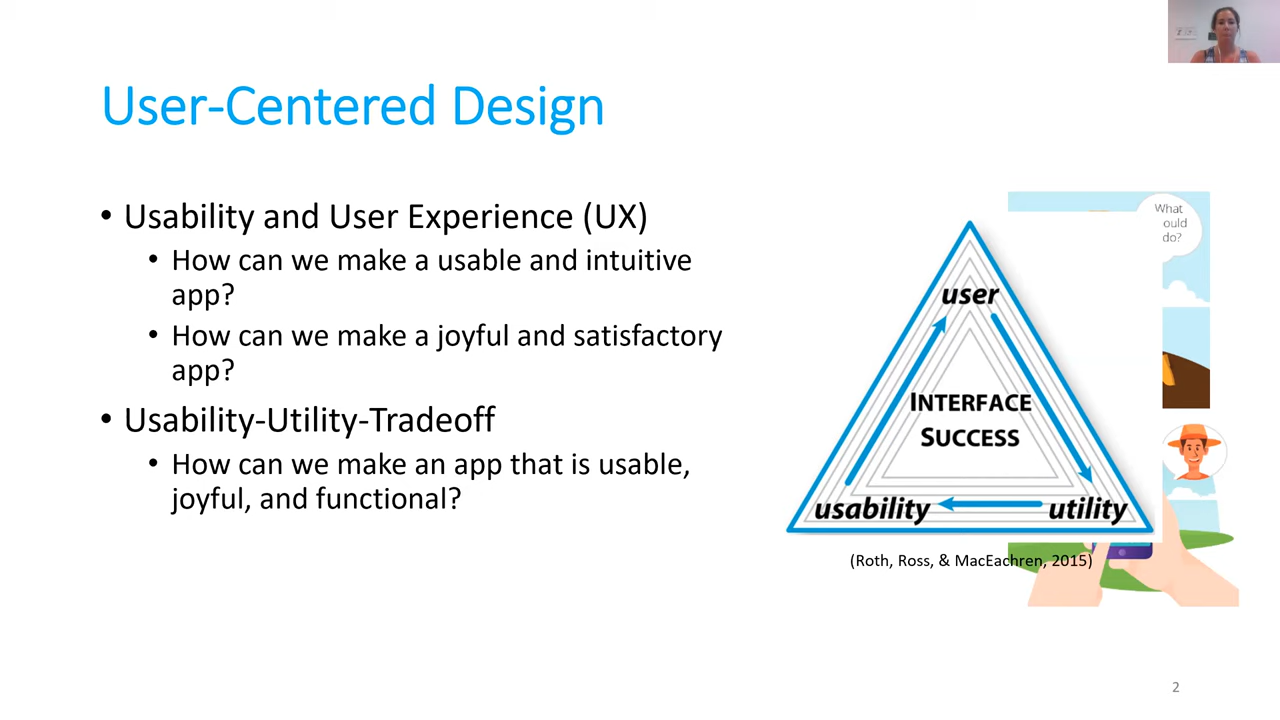 User-Centered Design
• Usability and User Experience (UX)
• How can we make a usable and intuitive
app?
• How can we make a joyful and satisfactory
app?
• Usability-Utility-Tradeoff
• How can we make an app that is usable,
joyful, and functional?
What
ould
do?
user
INTERFACE
SUCCESS
usability
utility
(Roth, Ross, & MacEachren, 2015)
2